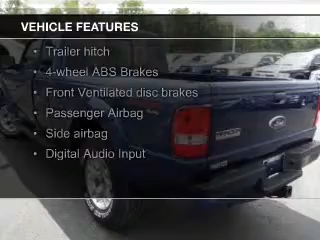 VEHICLE FEATURES
• Trailer hitch
• 4-wheel ABS Brakes
• Front Ventilated disc brakes
• Passenger Airbag
• Side airbag
• Digital Audio Input
Ford